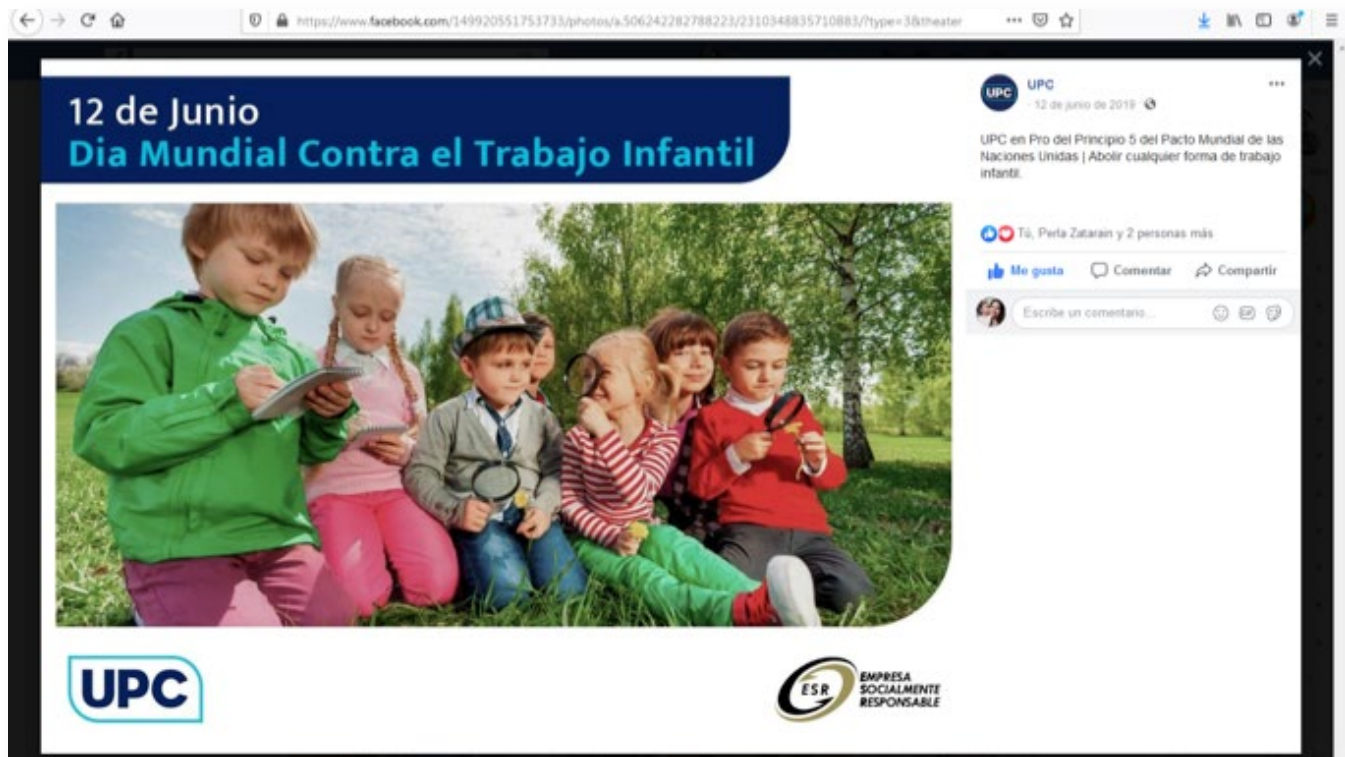 https://www.facebook.com/149920551753733/photos/a.506242282788223/2310348835710883/?type=3&theater
12 de Junio
Dia Mundial Contra el Trabajo Infantil
UPC
ESR
EMPRESA
SOCIALMENTE
RESPONSABLE
UPC
UPC
· 12 de junio de 2019 ·
UPC en Pro del Principio 5 del Pacto Mundial de las
Naciones Unidas | Abolir cualquier forma de trabajo
infantil.
Tú, Perla Zatarain y 2 personas más
Me gusta Comentar Compartir
Escribe un comentario...
GIF